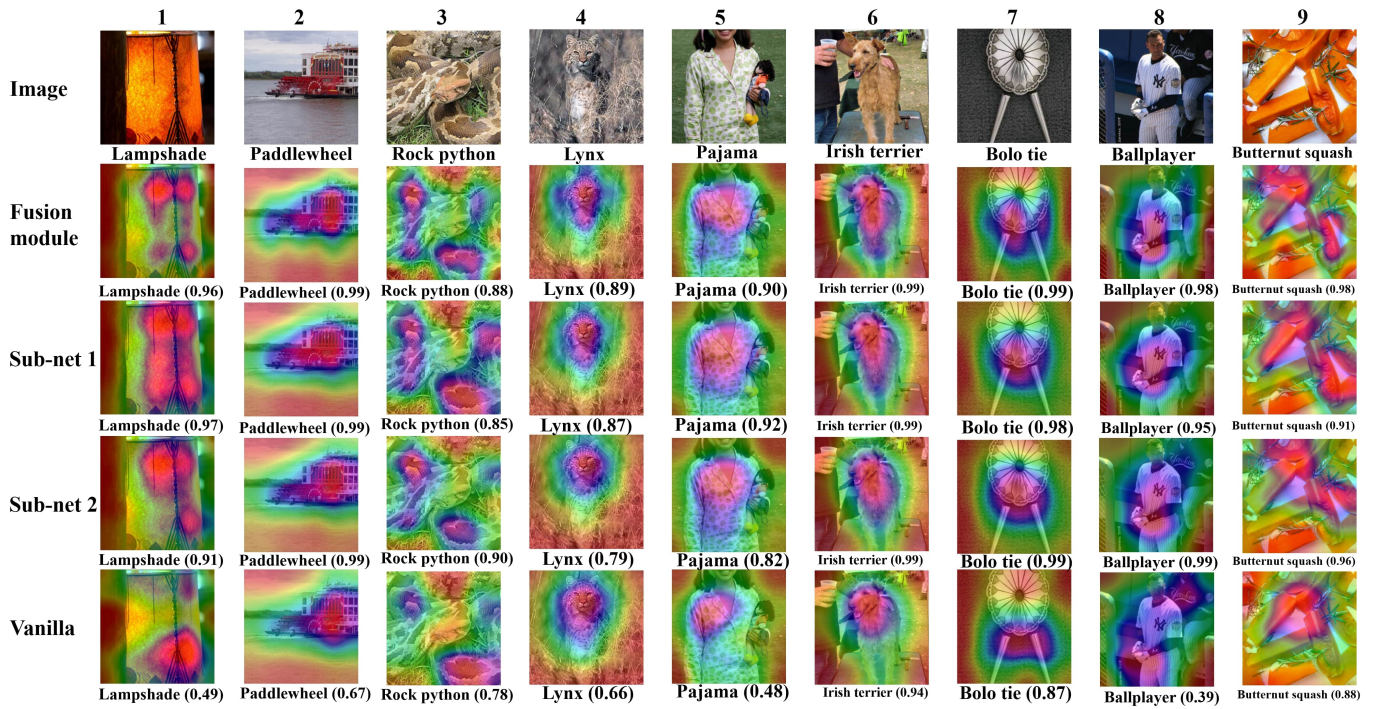 1 2 3 4 5 6 7 8 9
Image
Lampshade Paddlewheel Rock python Lynx Pajama Irish terrier Bolo tie Ballplayer Butternut squash
Fusion
module
Lampshade (0.96) Paddlewheel (0.99) Rock python (0.88) Lynx (0.89) Pajama (0.90) Irish terrier (0.99) Bolo tie (0.99) Ballplayer (0.98) Butternut squash (0.98)
Sub-net 1
Lampshade (0.97) Paddlewheel (0.99) Rock python (0.85) Lynx (0.87) Pajama (0.92) Irish terrier (0.99) Bolo tie (0.98) Ballplayer (0.95) Butternut squash (0.91)
Sub-net 2
Lampshade (0.91) Paddlewheel (0.99) Rock python (0.90) Lynx (0.79) Pajama (0.82) Irish terrier (0.99) Bolo tie (0.99) Ballplayer (0.99) Butternut squash (0.96)
Vanilla
Lampshade (0.49) Paddlewheel (0.67) Rock python (0.78) Lynx (0.66) Pajama (0.48) Irish terrier (0.94) Bolo tie (0.87) Ballplayer (0.39) Butternut squash (0.88)